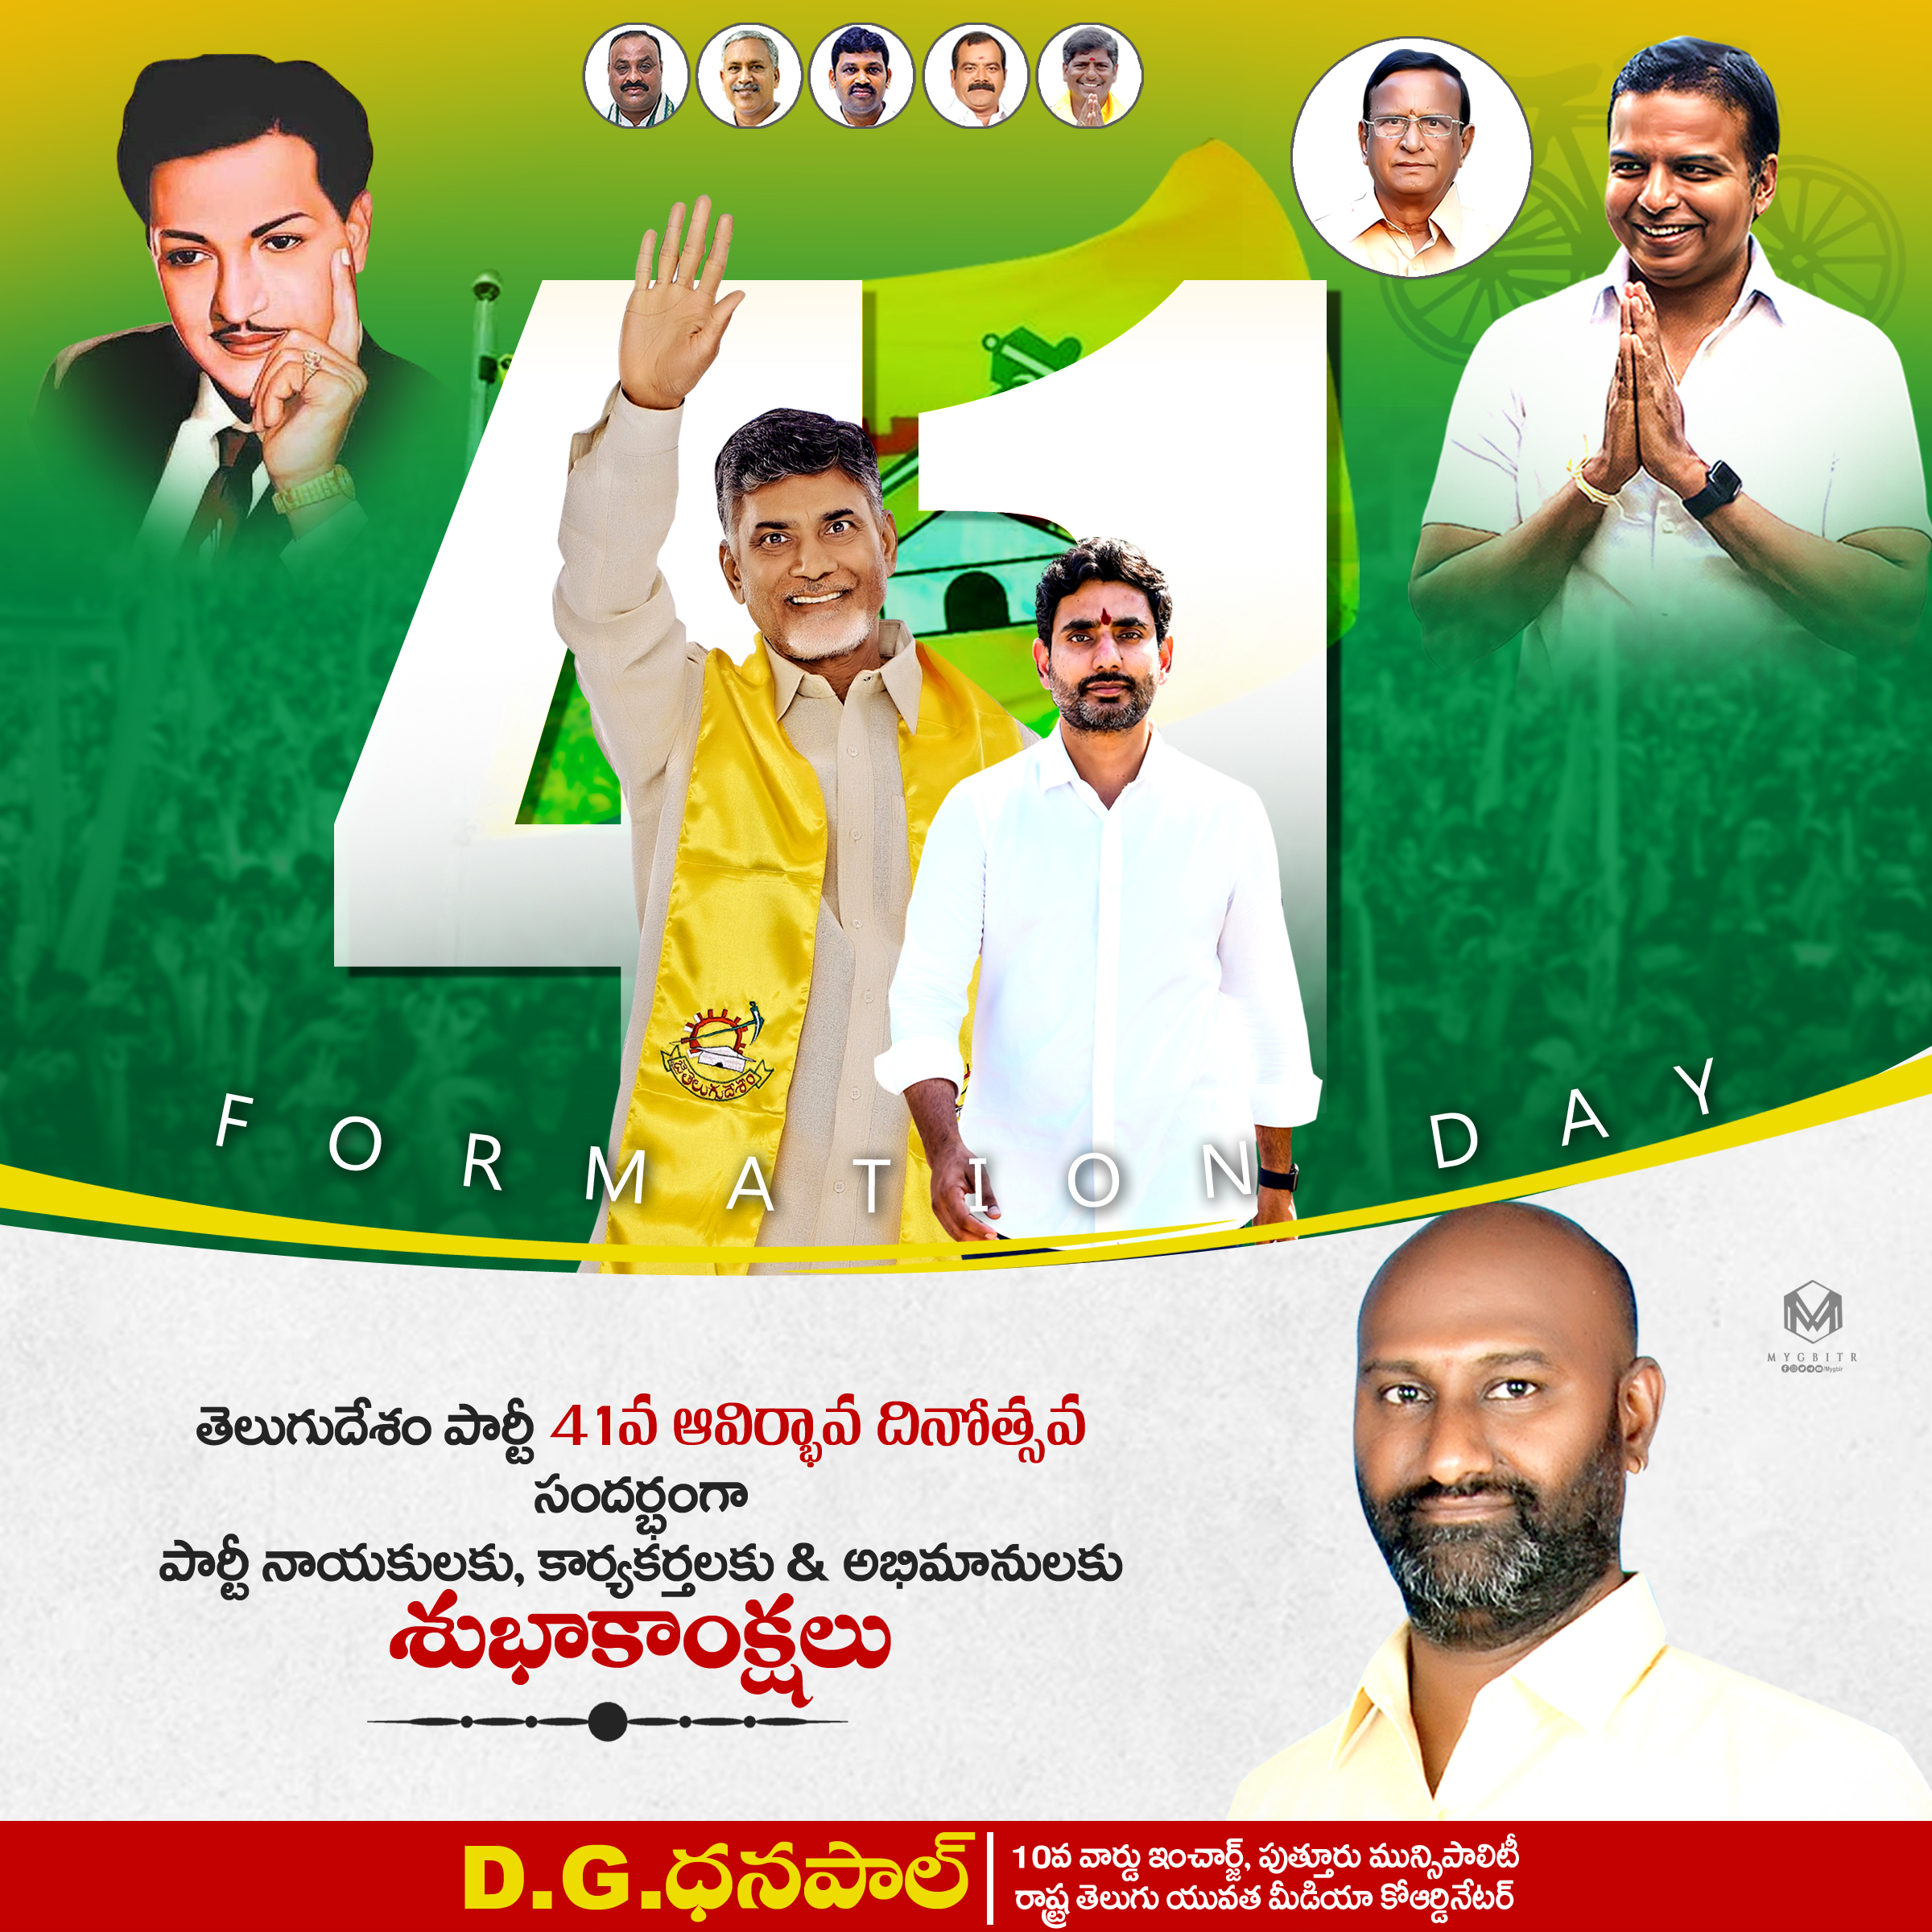 41
FORMATION DAY
జై తెలుగుదేశం
MYGBITR
తెలుగుదేశం పార్టీ 41వ ఆవిర్భావ దినోత్సవ
సందర్భంగా
పార్టీ నాయకులకు, కార్యకర్తలకు & అభిమానులకు
శుభాకాంక్షలు
D.G.ధనపాల్
10వ వార్డు ఇంచార్జ్, పుత్తూరు మున్సిపాలిటీ
రాష్ట్ర తెలుగు యువత మీడియా కోఆర్డినేటర్